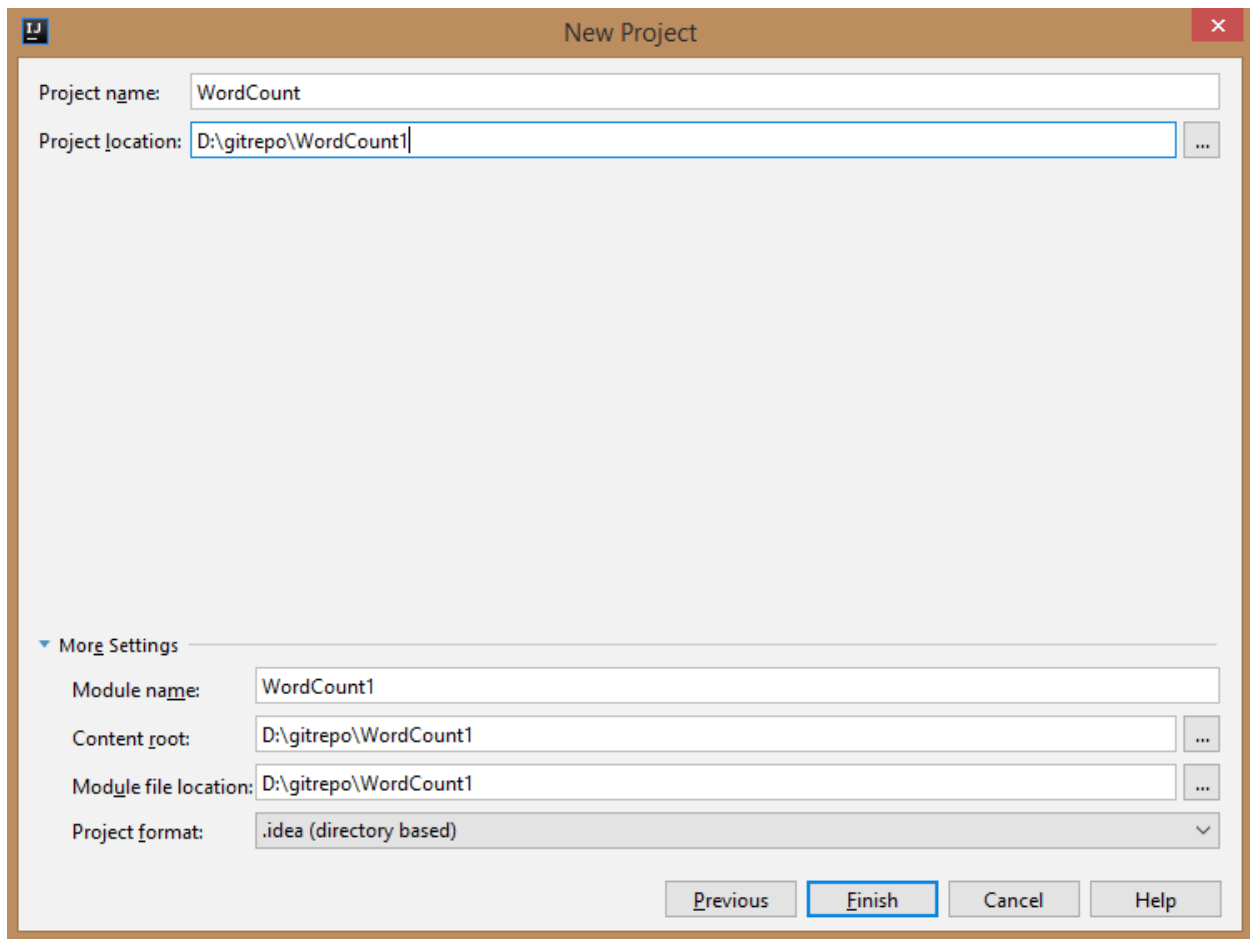 IJ
New Project
Project name: WordCount
Project location: D:\gitrepo\WordCount1 ...
More Settings
Module name: WordCount1
Content root: D:\gitrepo\WordCount1 ...
Module file location: D:\gitrepo\WordCount1 ...
Project format: .idea (directory based)
Previous Finish Cancel Help